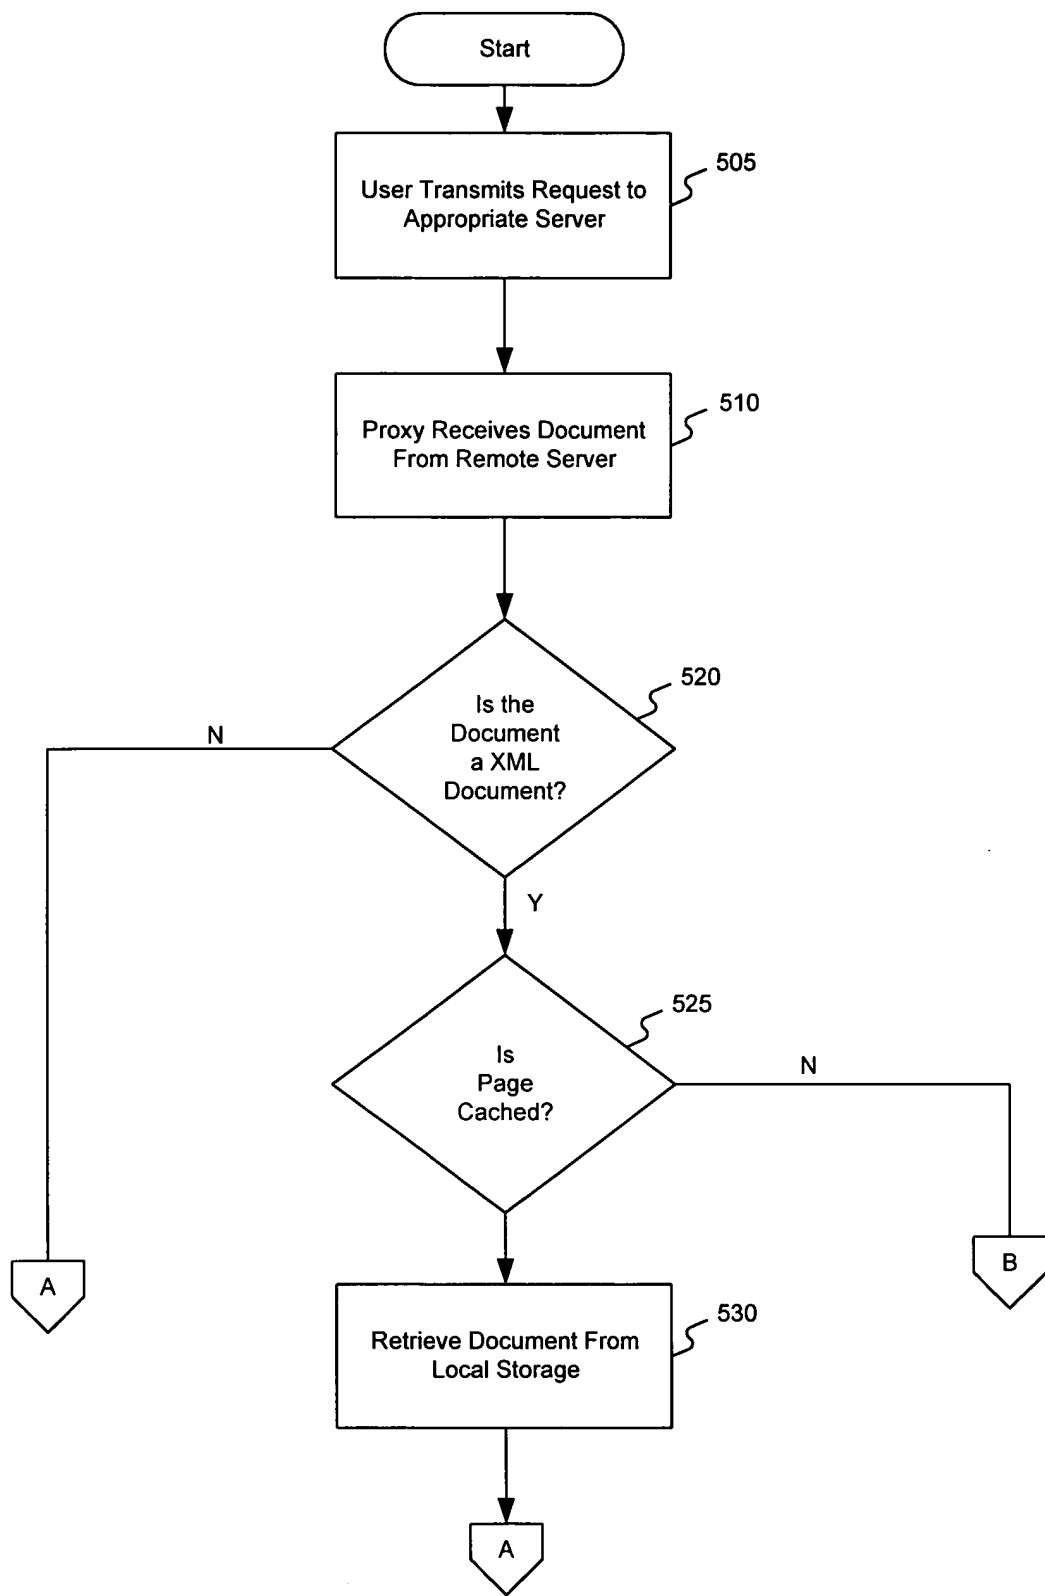 Start
505
User Transmits Request to
Appropriate Server
510
Proxy Receives Document
From Remote Server
520
Is the
Document
a XML
Document?
N
Y
525
Is
Page
Cached?
N
A
B
530
Retrieve Document From
Local Storage
A